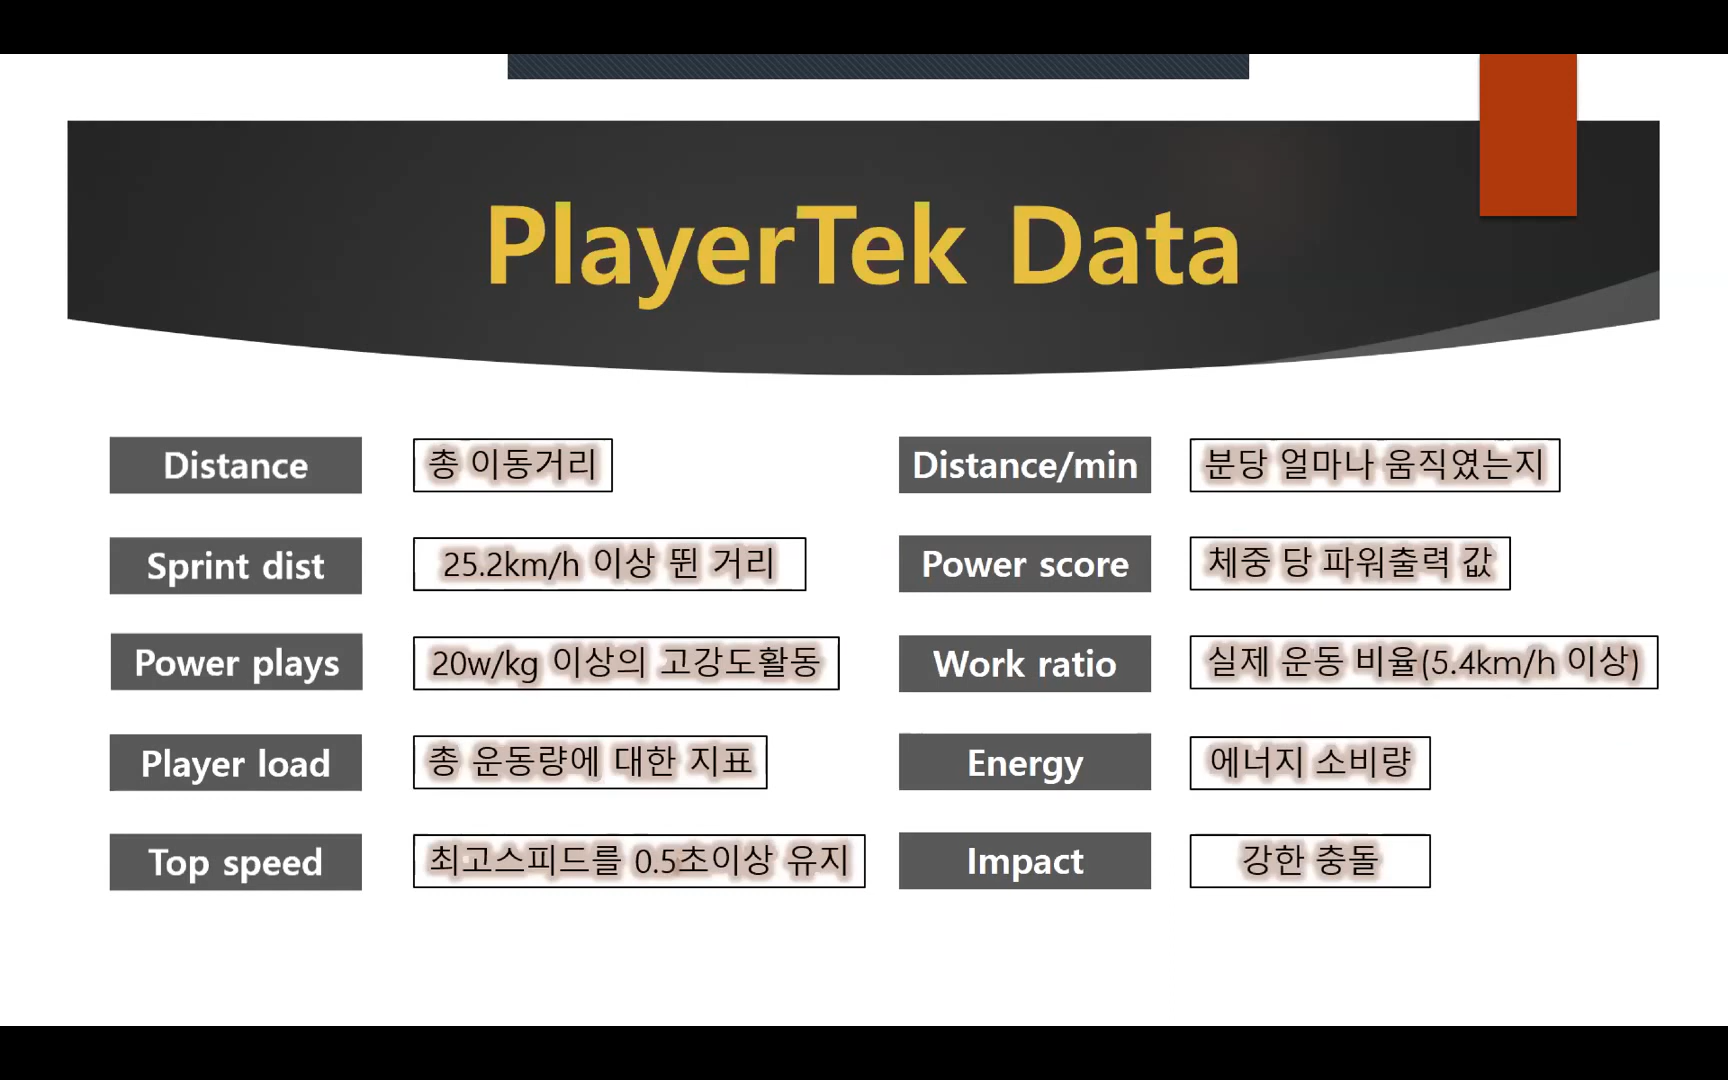 PlayerTek Data
Distance 총 이동거리
Distance/min 분당 얼마나 움직였는지
Sprint dist 25.2km/h 이상 뛴 거리
Power score 체중 당 파워출력 값
Power plays 20w/kg 이상의 고강도활동
Work ratio 실제 운동 비율(5.4km/h 이상)
Player load 총 운동량에 대한 지표
Energy 에너지 소비량
Top speed 최고스피드를 0.5초이상 유지
Impact 강한 충돌